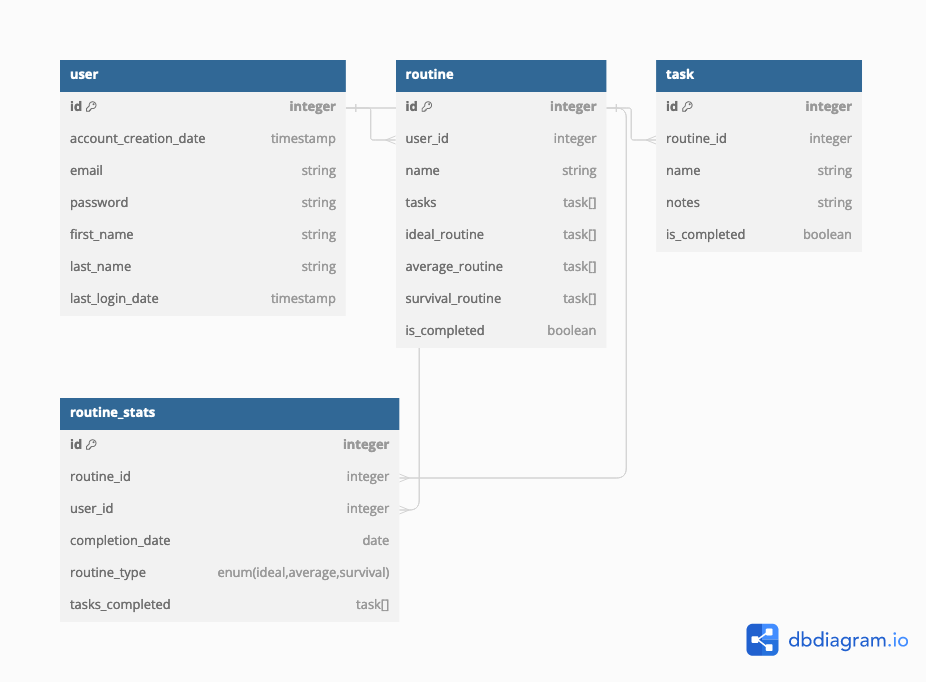 user
id integer
account_creation_date timestamp
email string
password string
first_name string
last_name string
last_login_date timestamp
routine
id integer
user_id integer
name string
tasks task[]
ideal_routine task[]
average_routine task[]
survival_routine task[]
is_completed boolean
task
id integer
routine_id integer
name string
notes string
is_completed boolean
routine_stats
id integer
routine_id integer
user_id integer
completion_date date
routine_type enum(ideal,average,survival)
tasks_completed task[]
dbdiagram.io